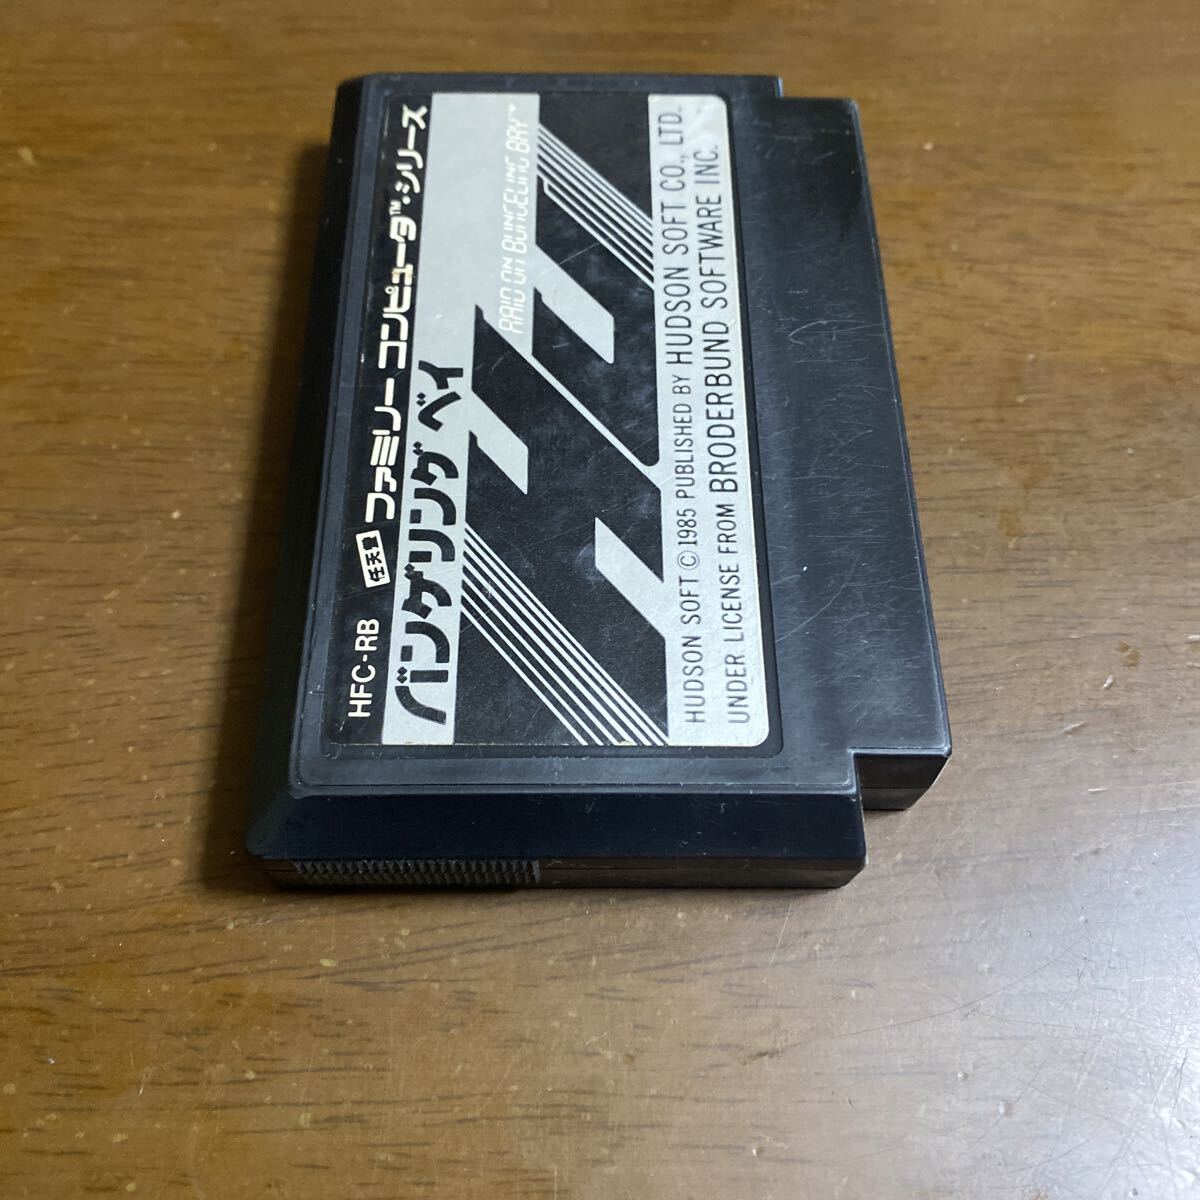 HFC-RB
任天堂 ファミリー コンピュータ™・シリーズ
バンゲリング ベイ
RAID ON BUNGELING BAY™
HUDSON SOFT © 1985 PUBLISHED BY HUDSON SOFT CO., LTD.
UNDER LICENSE FROM BRODERBUND SOFTWARE INC.